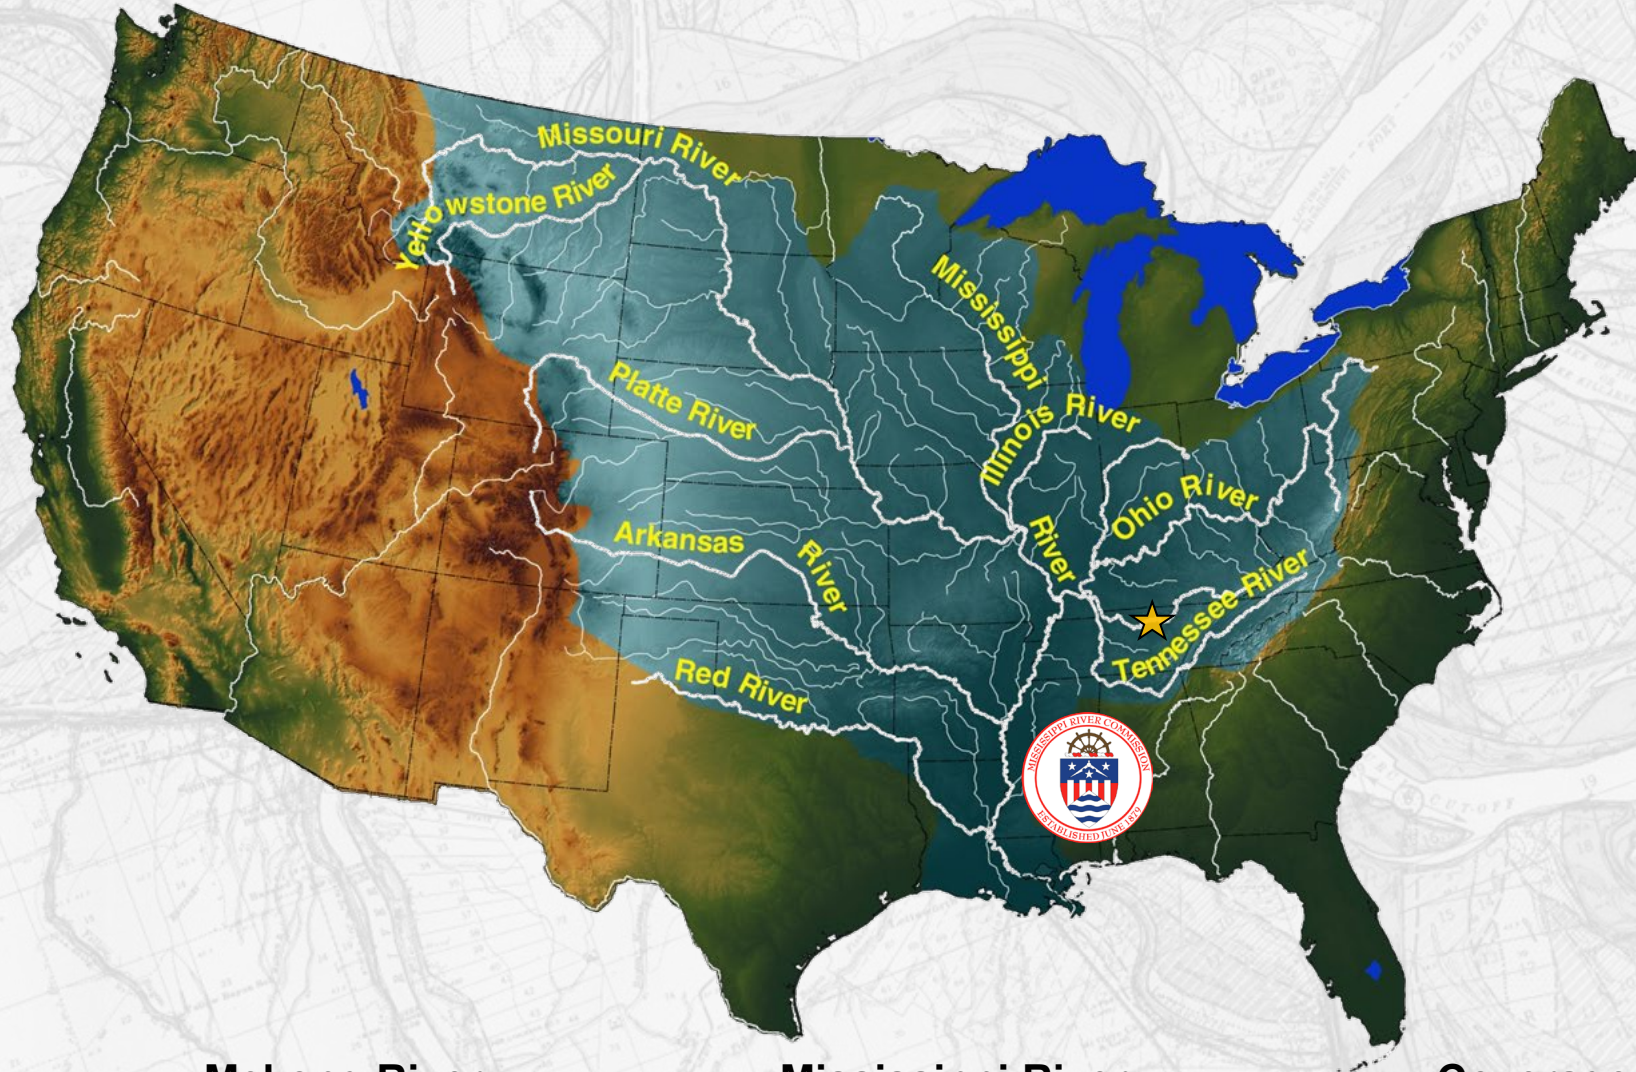 Missouri River
Yellowstone River
Mississippi
River
Platte River
Illinois River
Ohio River
Arkansas
River
Tennessee River
Red River
MISSISSIPPI RIVER COMMISSION
ESTABLISHED JUNE 1879